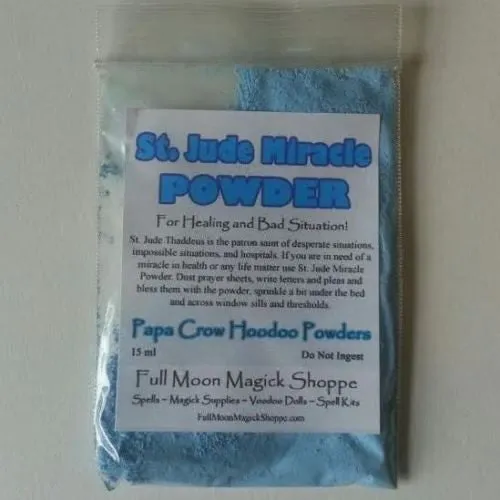 St. Jude Miracle
POWDER
For Healing and Bad Situation!
St. Jude Thaddeus is the patron saint of desperate situations,
impossible situations, and hospitals. If you are in need of a
miracle in health or any life matter use St. Jude Miracle
Powder. Dust prayer sheets, write letters and pleas and
bless them with the powder, sprinkle a bit under the bed
and across window sills and thresholds.
Papa Crow Hoodoo Powders
15 ml Do Not Ingest
Full Moon Magick Shoppe
Spells ~ Magick Supplies ~ Voodoo Dolls ~ Spell Kits
FullMoonMagickShoppe.com